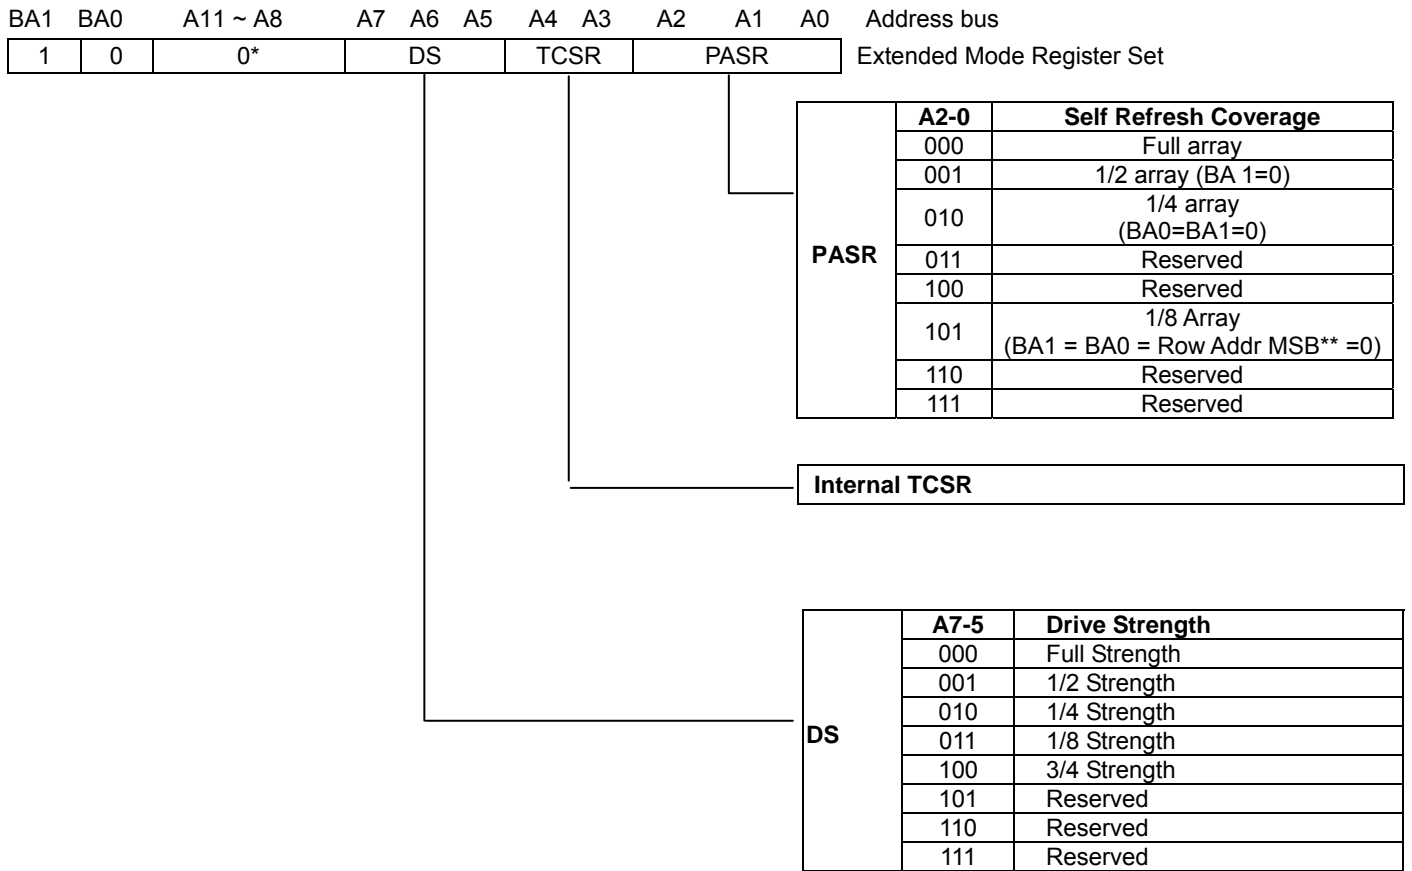 BA1 BA0 A11 ~ A8 A7 A6 A5 A4 A3 A2 A1 A0 Address bus
1 0 0* DS TCSR PASR Extended Mode Register Set
PASR
A2-0 Self Refresh Coverage
000 Full array
001 1/2 array (BA 1=0)
010 1/4 array
(BA0=BA1=0)
011 Reserved
100 Reserved
101 1/8 Array
(BA1 = BA0 = Row Addr MSB** =0)
110 Reserved
111 Reserved
Internal TCSR
DS
A7-5 Drive Strength
000 Full Strength
001 1/2 Strength
010 1/4 Strength
011 1/8 Strength
100 3/4 Strength
101 Reserved
110 Reserved
111 Reserved